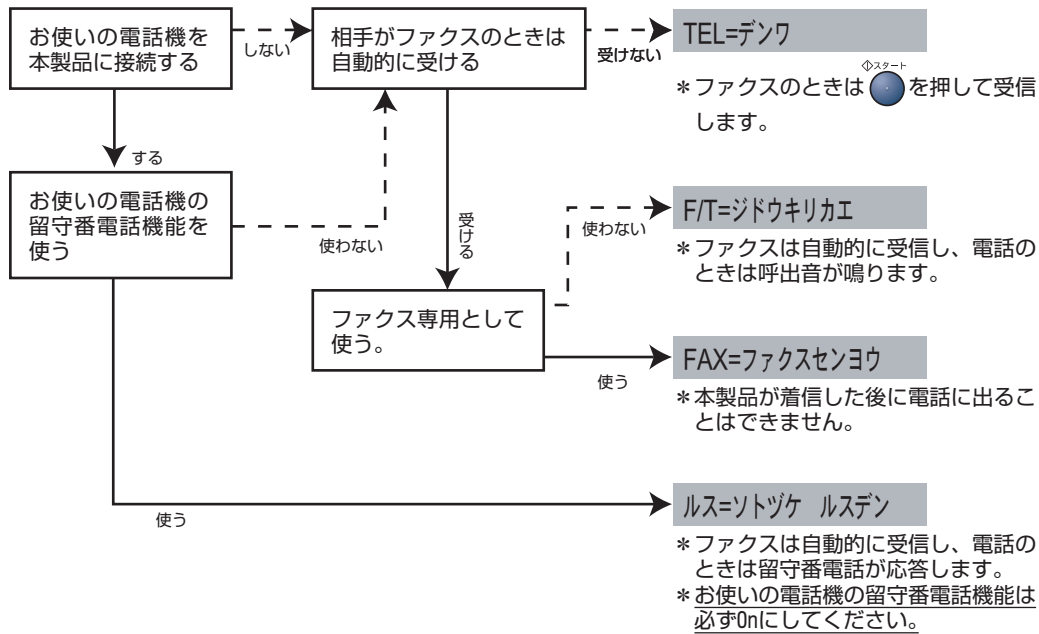 お使いの電話機を
本製品に接続する
しない
相手がファクスのときは
自動的に受ける
受けない
TEL=デンワ
＊ファクスのときは
スタート
を押して受信
します。
する
お使いの電話機の
留守番電話機能を
使う
使わない
受ける
使わない
F/T=ジドウキリカエ
＊ファクスは自動的に受信し、電話の
ときは呼出音が鳴ります。
ファクス専用として
使う。
使う
FAX=ファクスセンヨウ
＊本製品が着信した後に電話に出るこ
とはできません。
使う
ルス=ソトヅケ ルスデン
＊ファクスは自動的に受信し、電話の
ときは留守番電話が応答します。
＊お使いの電話機の留守番電話機能は
必ずOnにしてください。